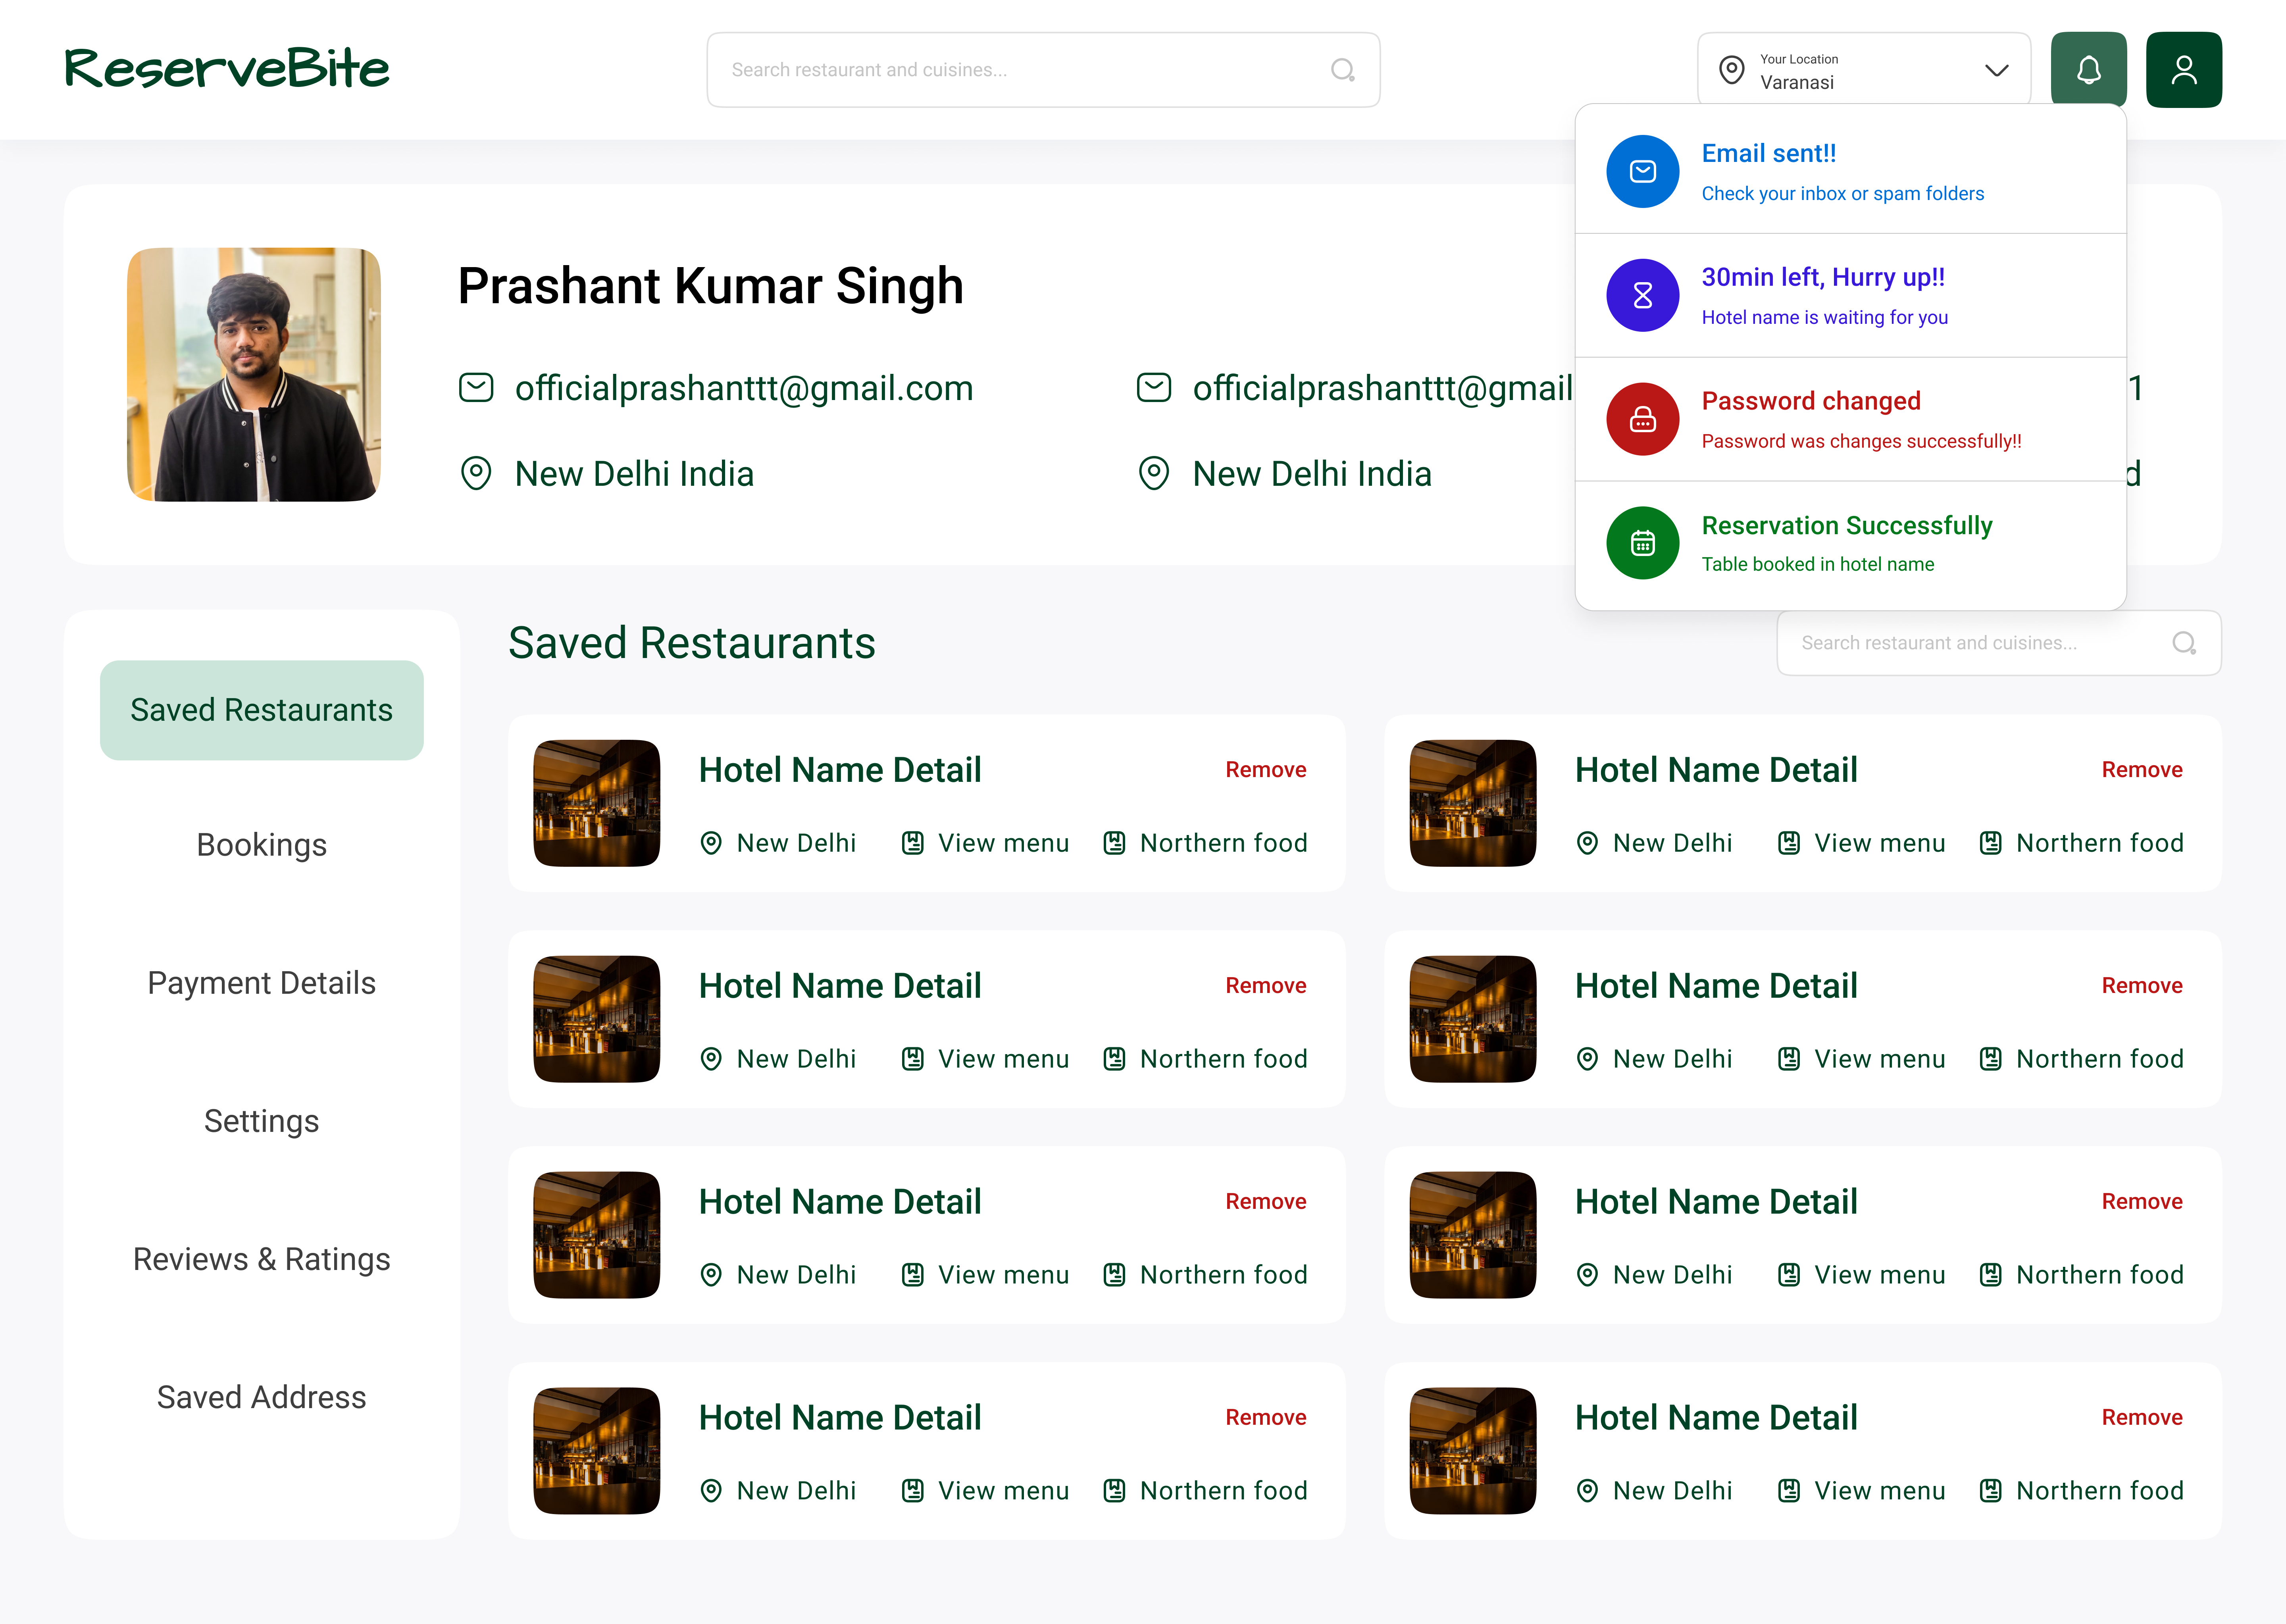 ReserveBite
Search restaurant and cuisines...
Your Location
Varanasi
Email sent!!
Check your inbox or spam folders
30min left, Hurry up!!
Hotel name is waiting for you
Password changed
Password was changes successfully!!
Reservation Successfully
Table booked in hotel name
Prashant Kumar Singh
officialprashanttt@gmail.com
officialprashanttt@gmail
1
New Delhi India
New Delhi India
d
Saved Restaurants
Bookings
Payment Details
Settings
Reviews & Ratings
Saved Address
Saved Restaurants
Search restaurant and cuisines...
Hotel Name Detail
Remove
New Delhi View menu Northern food
Hotel Name Detail
Remove
New Delhi View menu Northern food
Hotel Name Detail
Remove
New Delhi View menu Northern food
Hotel Name Detail
Remove
New Delhi View menu Northern food
Hotel Name Detail
Remove
New Delhi View menu Northern food
Hotel Name Detail
Remove
New Delhi View menu Northern food
Hotel Name Detail
Remove
New Delhi View menu Northern food
Hotel Name Detail
Remove
New Delhi View menu Northern food